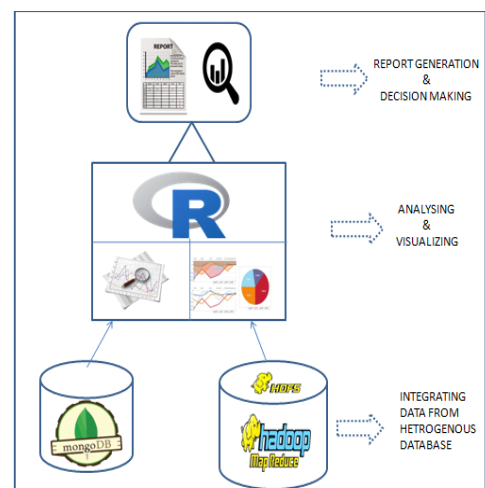 REPORT
REPORT GENERATION
&
DECISION MAKING
R
ANALYSING
&
VISUALIZING
mongoDB
HDFS
hadoop
Map Reduce
INTEGRATING
DATA FROM
HETROGENOUS
DATABASE